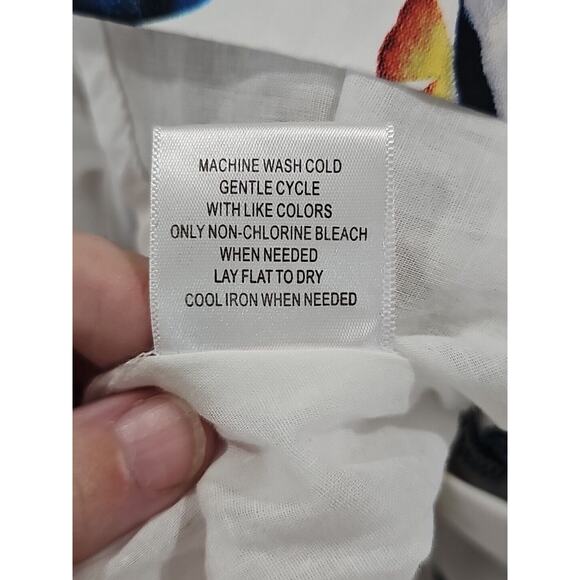 MACHINE WASH COLD
GENTLE CYCLE
WITH LIKE COLORS
ONLY NON-CHLORINE BLEACH
WHEN NEEDED
LAY FLAT TO DRY
COOL IRON WHEN NEEDED